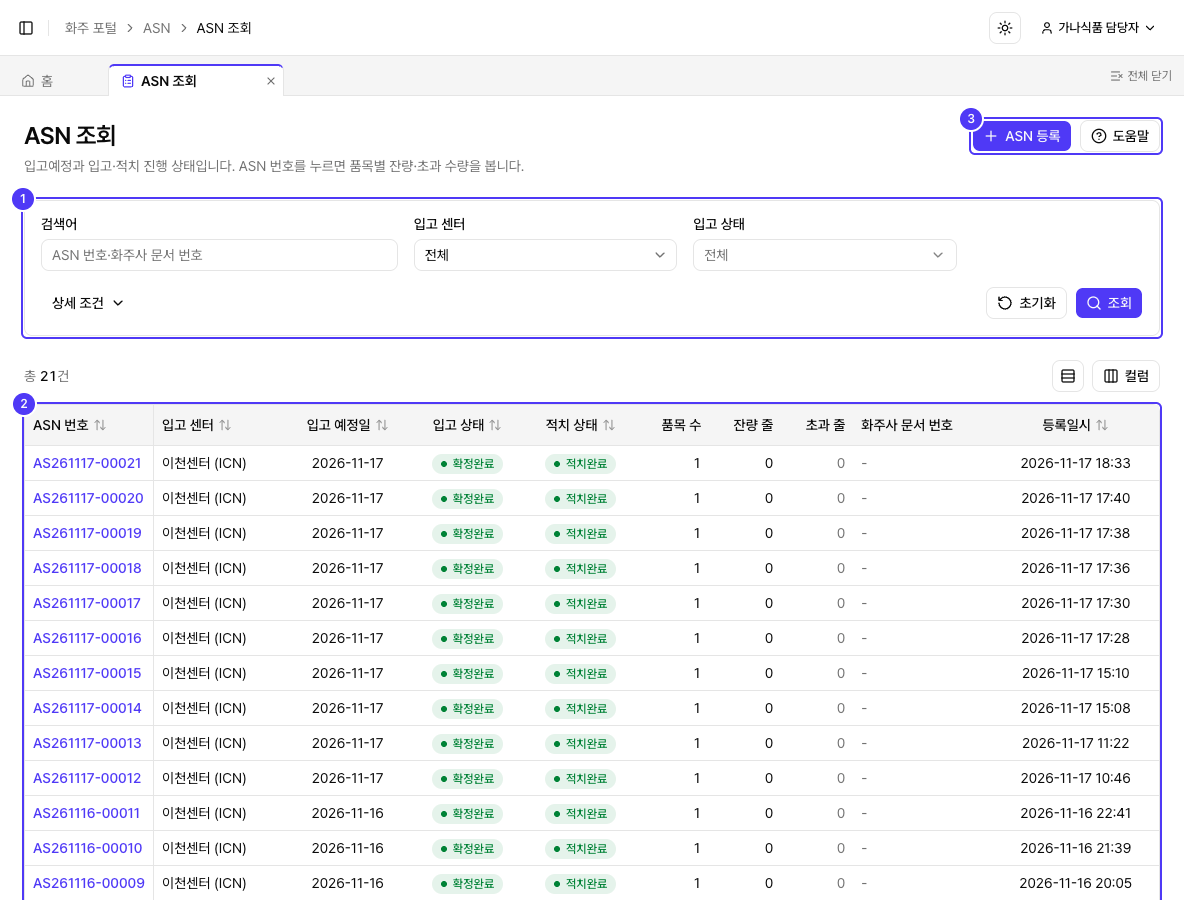 화주 포털 > ASN > ASN 조회
가나식품 담당자
홈
ASN 조회
전체 닫기
ASN 조회
3
ASN 등록
도움말
입고예정과 입고·적치 진행 상태입니다. ASN 번호를 누르면 품목별 잔량·초과 수량을 봅니다.
1
검색어 입고 센터 입고 상태
ASN 번호·화주사 문서 번호 전체 전체
상세 조건 초기화 조회
총 21건 컬럼
2
ASN 번호 입고 센터 입고 예정일 입고 상태 적치 상태 품목 수 잔량 줄 초과 줄 화주사 문서 번호 등록일시
AS261117-00021 이천센터 (ICN) 2026-11-17 확정완료 적치완료 1 0 0 - 2026-11-17 18:33
AS261117-00020 이천센터 (ICN) 2026-11-17 확정완료 적치완료 1 0 0 - 2026-11-17 17:40
AS261117-00019 이천센터 (ICN) 2026-11-17 확정완료 적치완료 1 0 0 - 2026-11-17 17:38
AS261117-00018 이천센터 (ICN) 2026-11-17 확정완료 적치완료 1 0 0 - 2026-11-17 17:36
AS261117-00017 이천센터 (ICN) 2026-11-17 확정완료 적치완료 1 0 0 - 2026-11-17 17:30
AS261117-00016 이천센터 (ICN) 2026-11-17 확정완료 적치완료 1 0 0 - 2026-11-17 17:28
AS261117-00015 이천센터 (ICN) 2026-11-17 확정완료 적치완료 1 0 0 - 2026-11-17 15:10
AS261117-00014 이천센터 (ICN) 2026-11-17 확정완료 적치완료 1 0 0 - 2026-11-17 15:08
AS261117-00013 이천센터 (ICN) 2026-11-17 확정완료 적치완료 1 0 0 - 2026-11-17 11:22
AS261117-00012 이천센터 (ICN) 2026-11-17 확정완료 적치완료 1 0 0 - 2026-11-17 10:46
AS261116-00011 이천센터 (ICN) 2026-11-16 확정완료 적치완료 1 0 0 - 2026-11-16 22:41
AS261116-00010 이천센터 (ICN) 2026-11-16 확정완료 적치완료 1 0 0 - 2026-11-16 21:39
AS261116-00009 이천센터 (ICN) 2026-11-16 확정완료 적치완료 1 0 0 - 2026-11-16 20:05